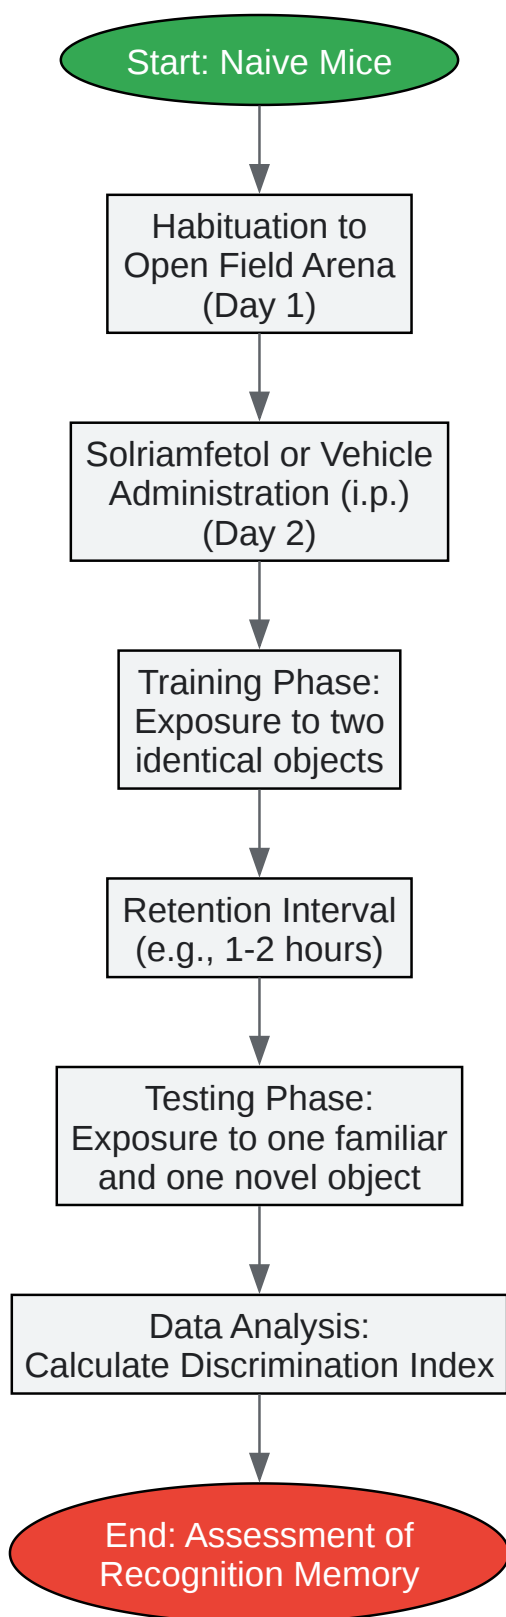 Start: Naive Mice
Habituation to
Open Field Arena
(Day 1)
Solriamfetol or Vehicle
Administration (i.p.)
(Day 2)
Training Phase:
Exposure to two
identical objects
Retention Interval
(e.g., 1-2 hours)
Testing Phase:
Exposure to one familiar
and one novel object
Data Analysis:
Calculate Discrimination Index
End: Assessment of
Recognition Memory